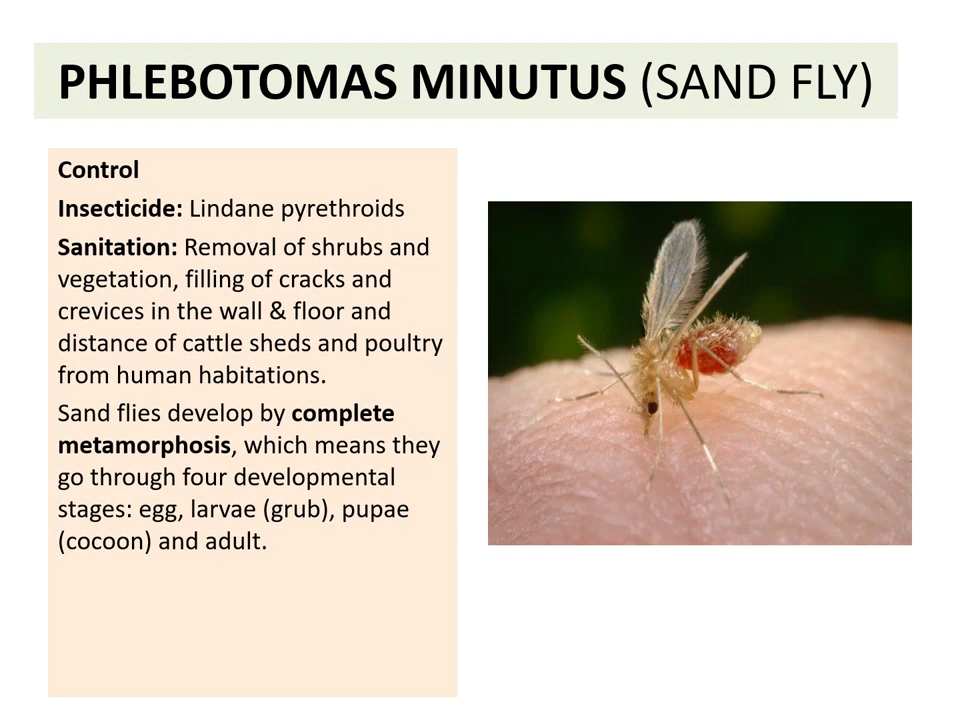 PHLEBOTOMAS MINUTUS (SAND FLY)
Control
Insecticide: Lindane pyrethroids
Sanitation: Removal of shrubs and
vegetation, filling of cracks and
crevices in the wall & floor and
distance of cattle sheds and poultry
from human habitations.
Sand flies develop by complete
metamorphosis, which means they
go through four developmental
stages: egg, larvae (grub), pupae
(cocoon) and adult.